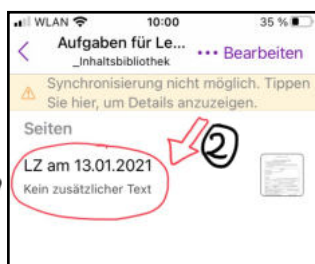 WLAN 10:00 35 %
Aufgaben für Le... ••• Bearbeiten
_Inhaltsbibliothek
Synchronisierung nicht möglich. Tippen
Sie hier, um Details anzuzeigen.
Seiten
2
LZ am 13.01.2021
Kein zusätzlicher Text